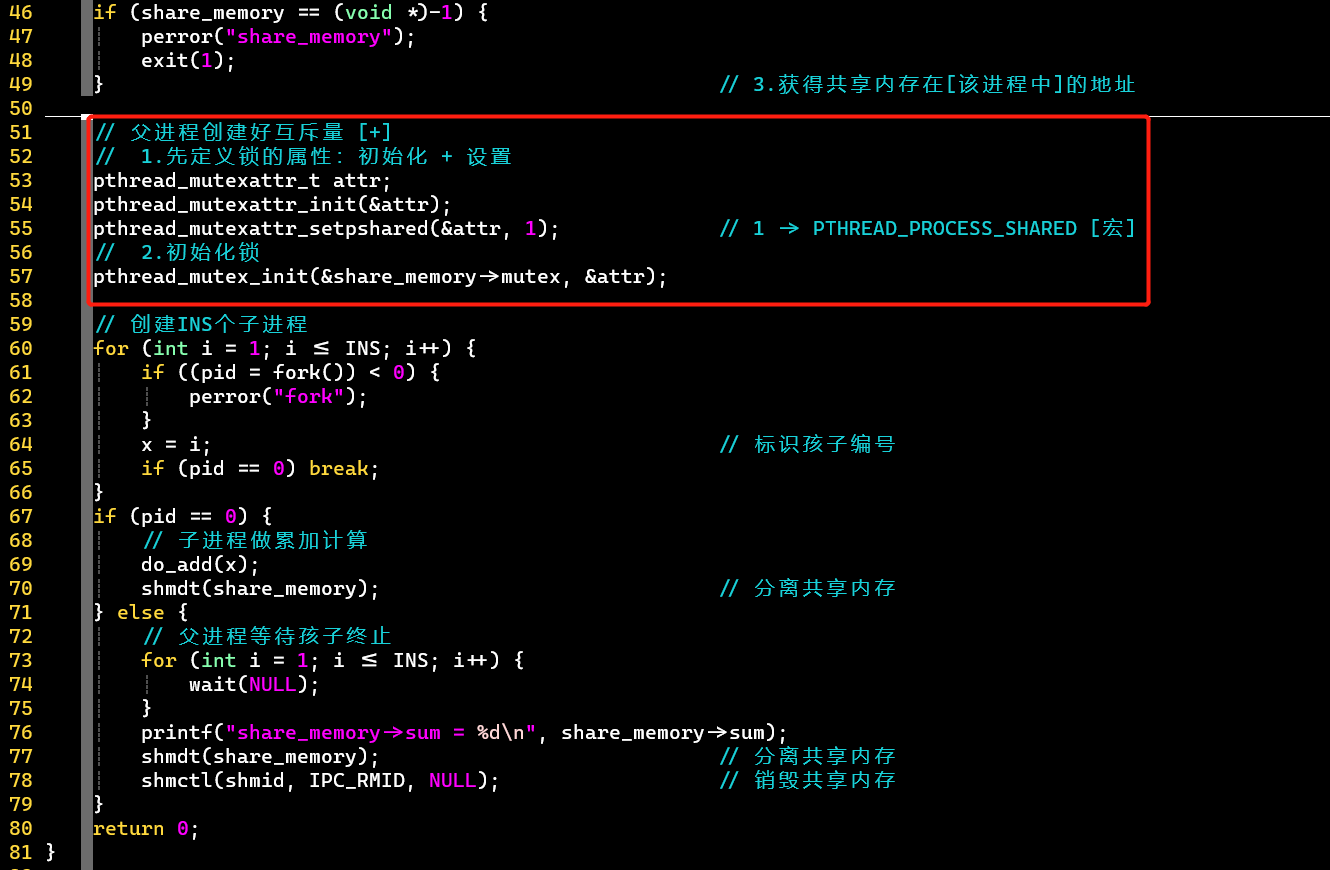 46 if (share_memory == (void *)-1) {
47 perror("share_memory");
48 exit(1);
49 } // 3.获得共享内存在[该进程中]的地址
50
51 // 父进程创建好互斥量 [+]
52 // 1.先定义锁的属性: 初始化 + 设置
53 pthread_mutexattr_t attr;
54 pthread_mutexattr_init(&attr);
55 pthread_mutexattr_setpshared(&attr, 1); // 1 -> PTHREAD_PROCESS_SHARED [宏]
56 // 2.初始化锁
57 pthread_mutex_init(&share_memory->mutex, &attr);
58
59 // 创建INS个子进程
60 for (int i = 1; i <= INS; i++) {
61 if ((pid = fork()) < 0) {
62 perror("fork");
63 }
64 x = i; // 标识孩子编号
65 if (pid == 0) break;
66 }
67 if (pid == 0) {
68 // 子进程做累加计算
69 do_add(x);
70 shmdt(share_memory); // 分离共享内存
71 } else {
72 // 父进程等待孩子终止
73 for (int i = 1; i <= INS; i++) {
74 wait(NULL);
75 }
76 printf("share_memory->sum = %d\n", share_memory->sum);
77 shmdt(share_memory); // 分离共享内存
78 shmctl(shmid, IPC_RMID, NULL); // 销毁共享内存
79 }
80 return 0;
81 }